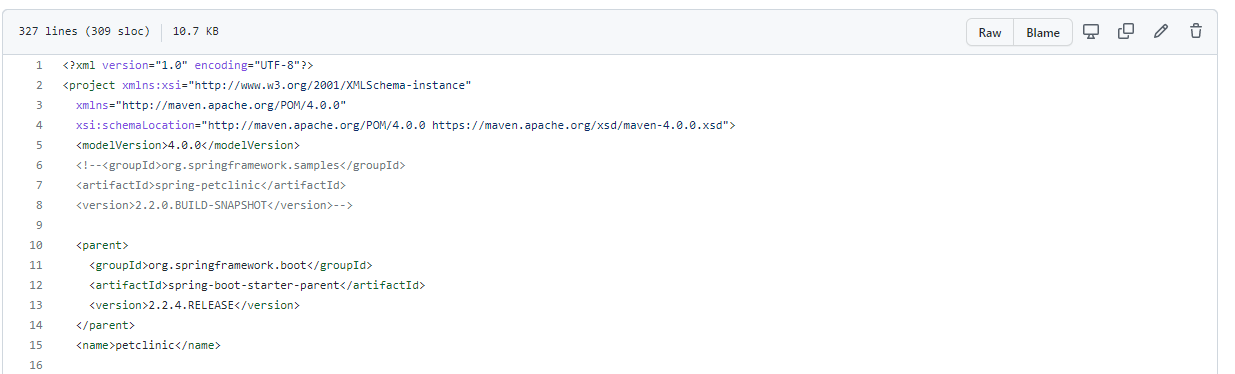 327 lines (309 sloc) 10.7 KB Raw Blame
1 <?xml version="1.0" encoding="UTF-8"?>
2 <project xmlns:xsi="http://www.w3.org/2001/XMLSchema-instance"
3 xmlns="http://maven.apache.org/POM/4.0.0"
4 xsi:schemaLocation="http://maven.apache.org/POM/4.0.0 https://maven.apache.org/xsd/maven-4.0.0.xsd">
5 <modelVersion>4.0.0</modelVersion>
6 <!--<groupId>org.springframework.samples</groupId>
7 <artifactId>spring-petclinic</artifactId>
8 <version>2.2.0.BUILD-SNAPSHOT</version>-->
9
10 <parent>
11 <groupId>org.springframework.boot</groupId>
12 <artifactId>spring-boot-starter-parent</artifactId>
13 <version>2.2.4.RELEASE</version>
14 </parent>
15 <name>petclinic</name>
16